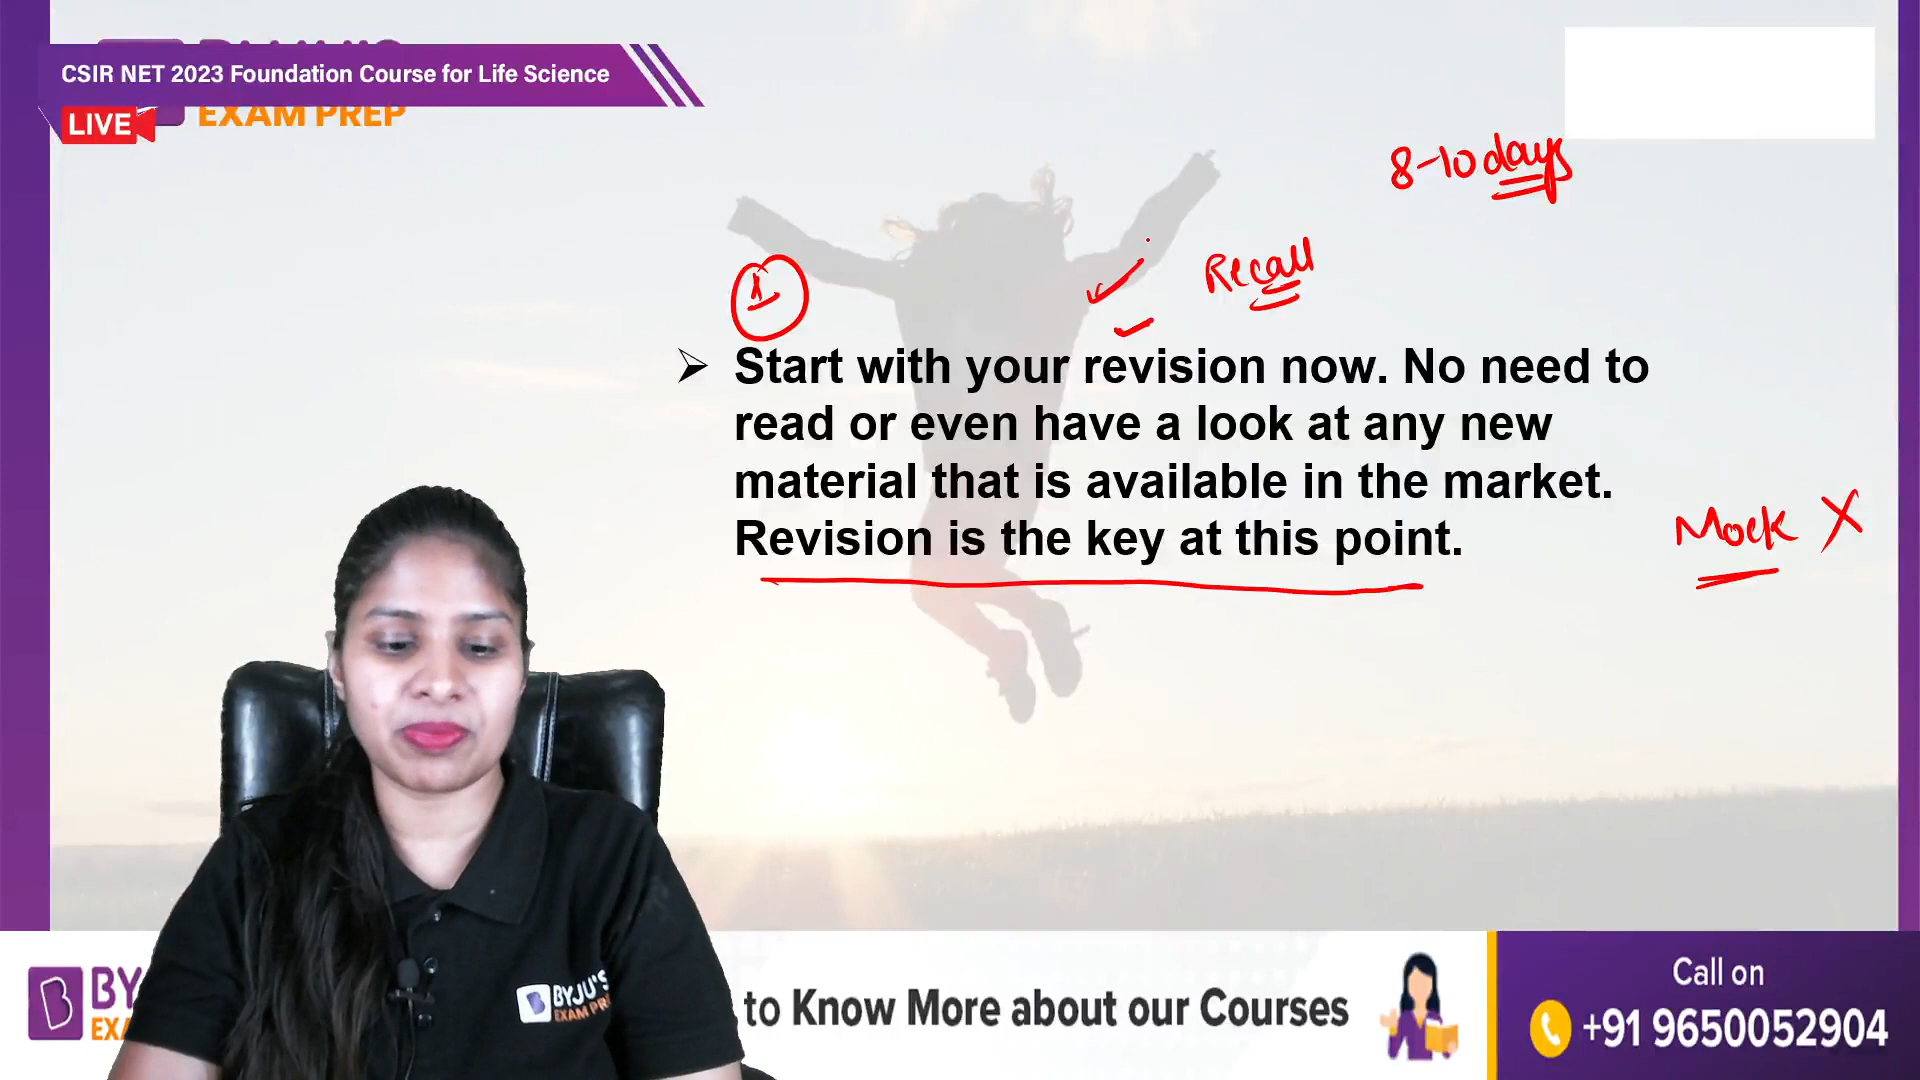 CSIR NET 2023 Foundation Course for Life Science
EXAM PREP
LIVE
8-10 days
1
Recall
➢ Start with your revision now. No need to
read or even have a look at any new
material that is available in the market.
Revision is the key at this point.
Mock X
BYJU'S
EXAM PRE
BY
EXA
to Know More about our Courses
Call on
+91 9650052904